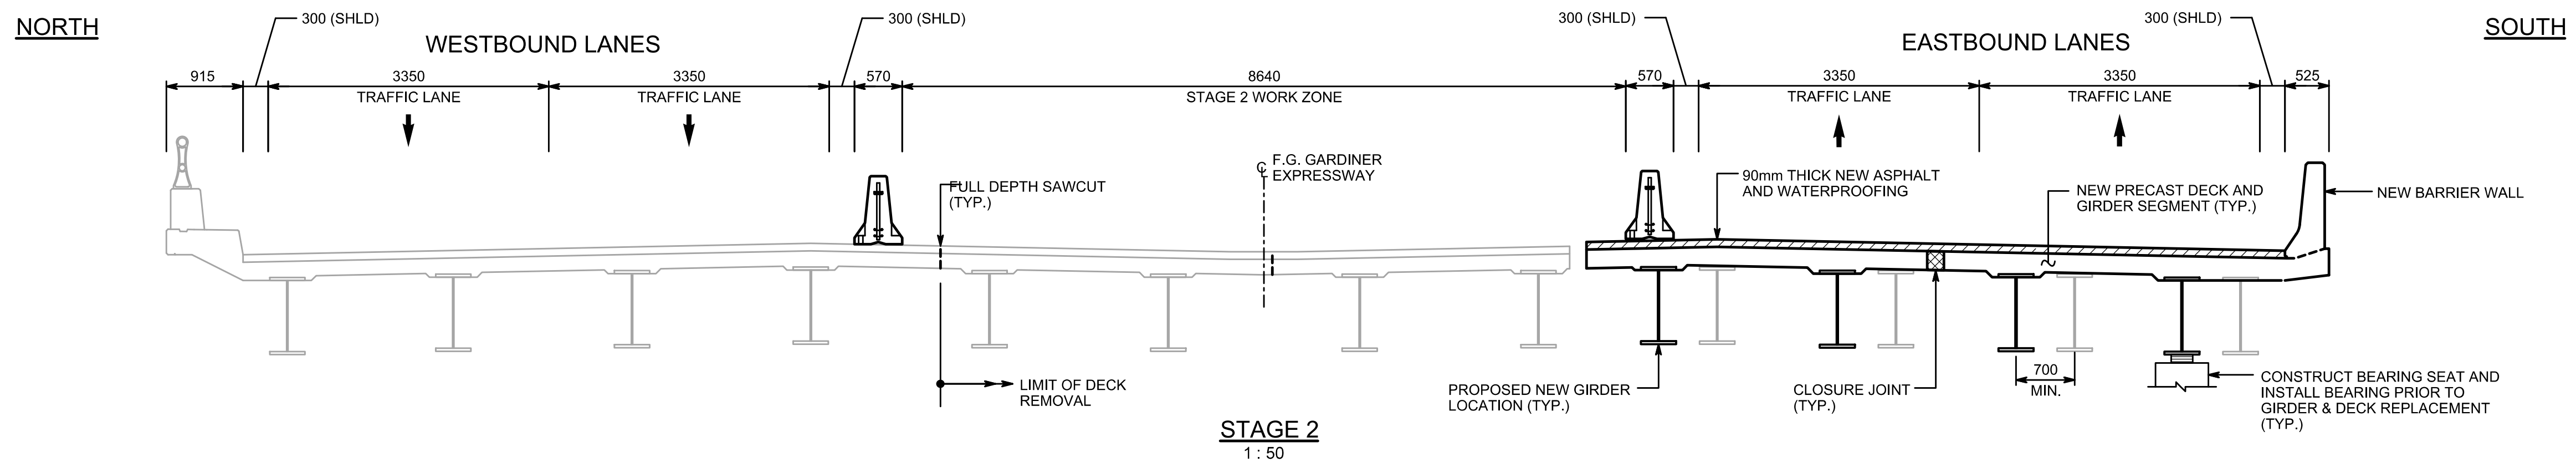 NORTH
300 (SHLD)
300 (SHLD)
300 (SHLD)
300 (SHLD)
SOUTH
WESTBOUND LANES
EASTBOUND LANES
915
3350
3350
570
8640
570
3350
3350
525
TRAFFIC LANE
TRAFFIC LANE
STAGE 2 WORK ZONE
TRAFFIC LANE
TRAFFIC LANE
FULL DEPTH SAWCUT
(TYP.)
℄ F.G. GARDINER
EXPRESSWAY
90mm THICK NEW ASPHALT
AND WATERPROOFING
NEW PRECAST DECK AND
GIRDER SEGMENT (TYP.)
NEW BARRIER WALL
LIMIT OF DECK
REMOVAL
PROPOSED NEW GIRDER
LOCATION (TYP.)
CLOSURE JOINT
(TYP.)
700
MIN.
CONSTRUCT BEARING SEAT AND
INSTALL BEARING PRIOR TO
GIRDER & DECK REPLACEMENT
(TYP.)
STAGE 2
1 : 50